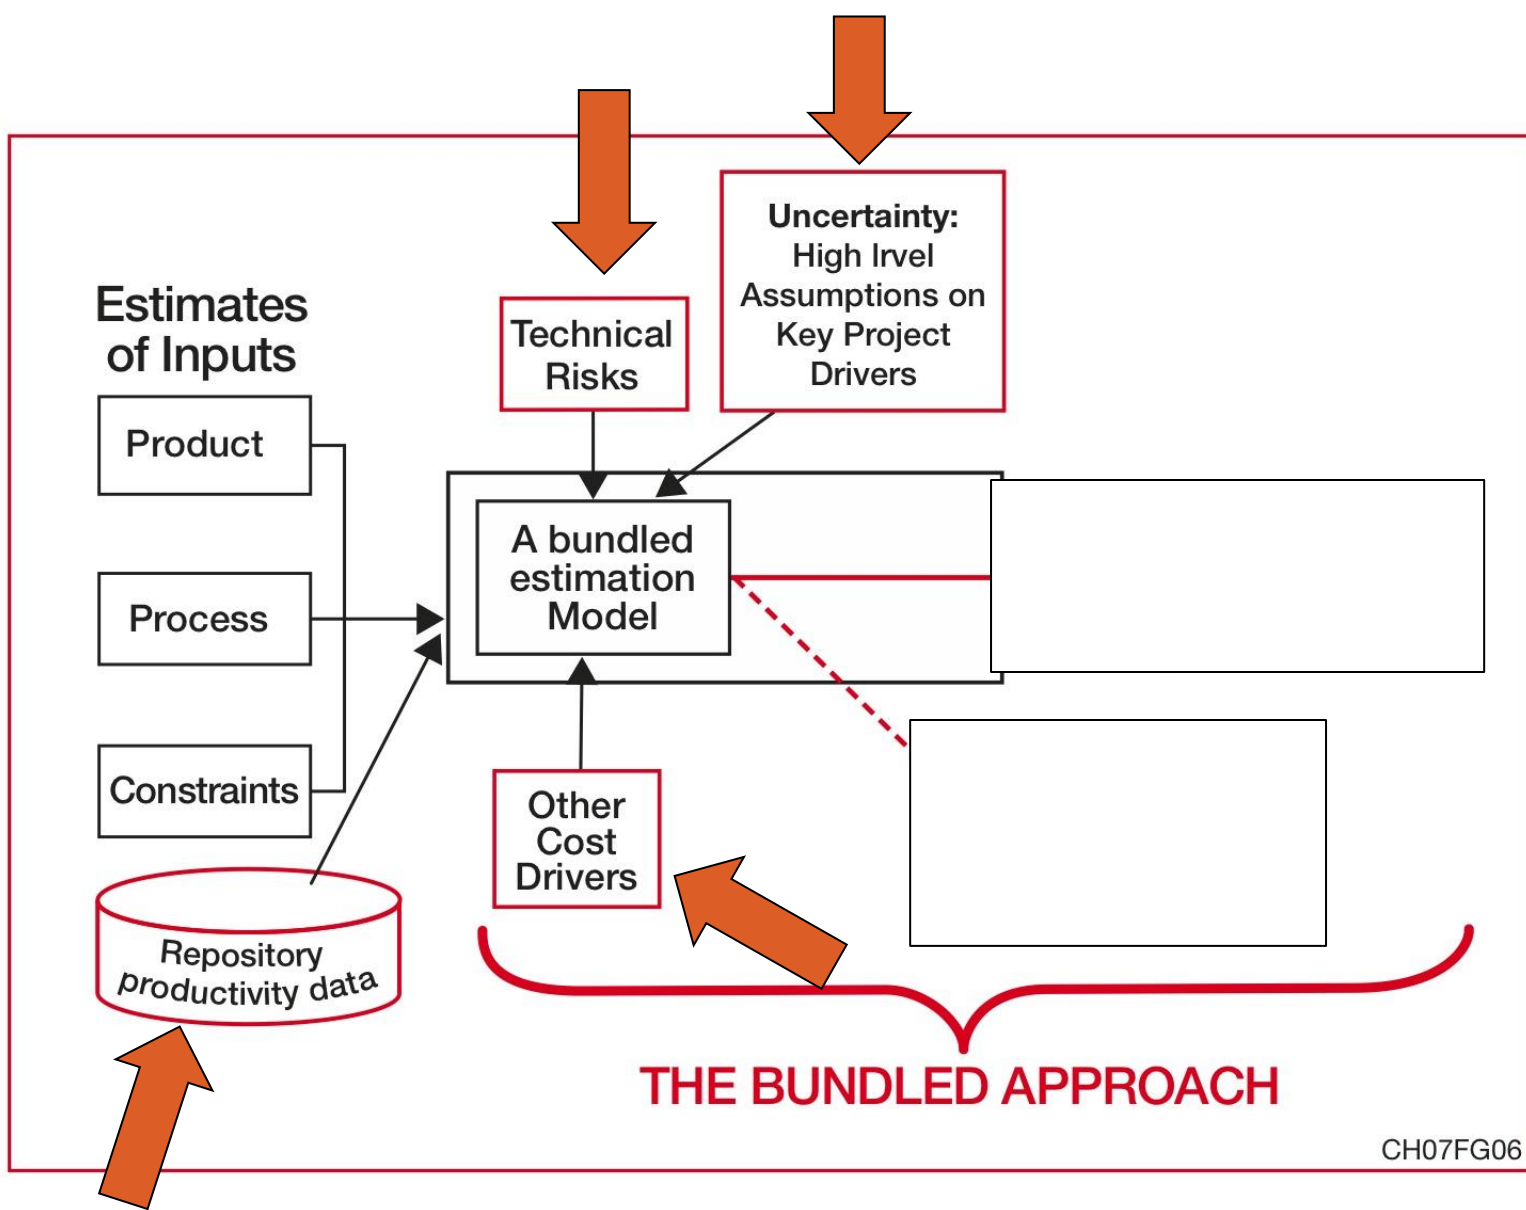 Estimates
of Inputs
Product
Process
Constraints
Repository
productivity data
Technical
Risks
Uncertainty:
High lrvel
Assumptions on
Key Project
Drivers
A bundled
estimation
Model
Other
Cost
Drivers
THE BUNDLED APPROACH
CH07FG06